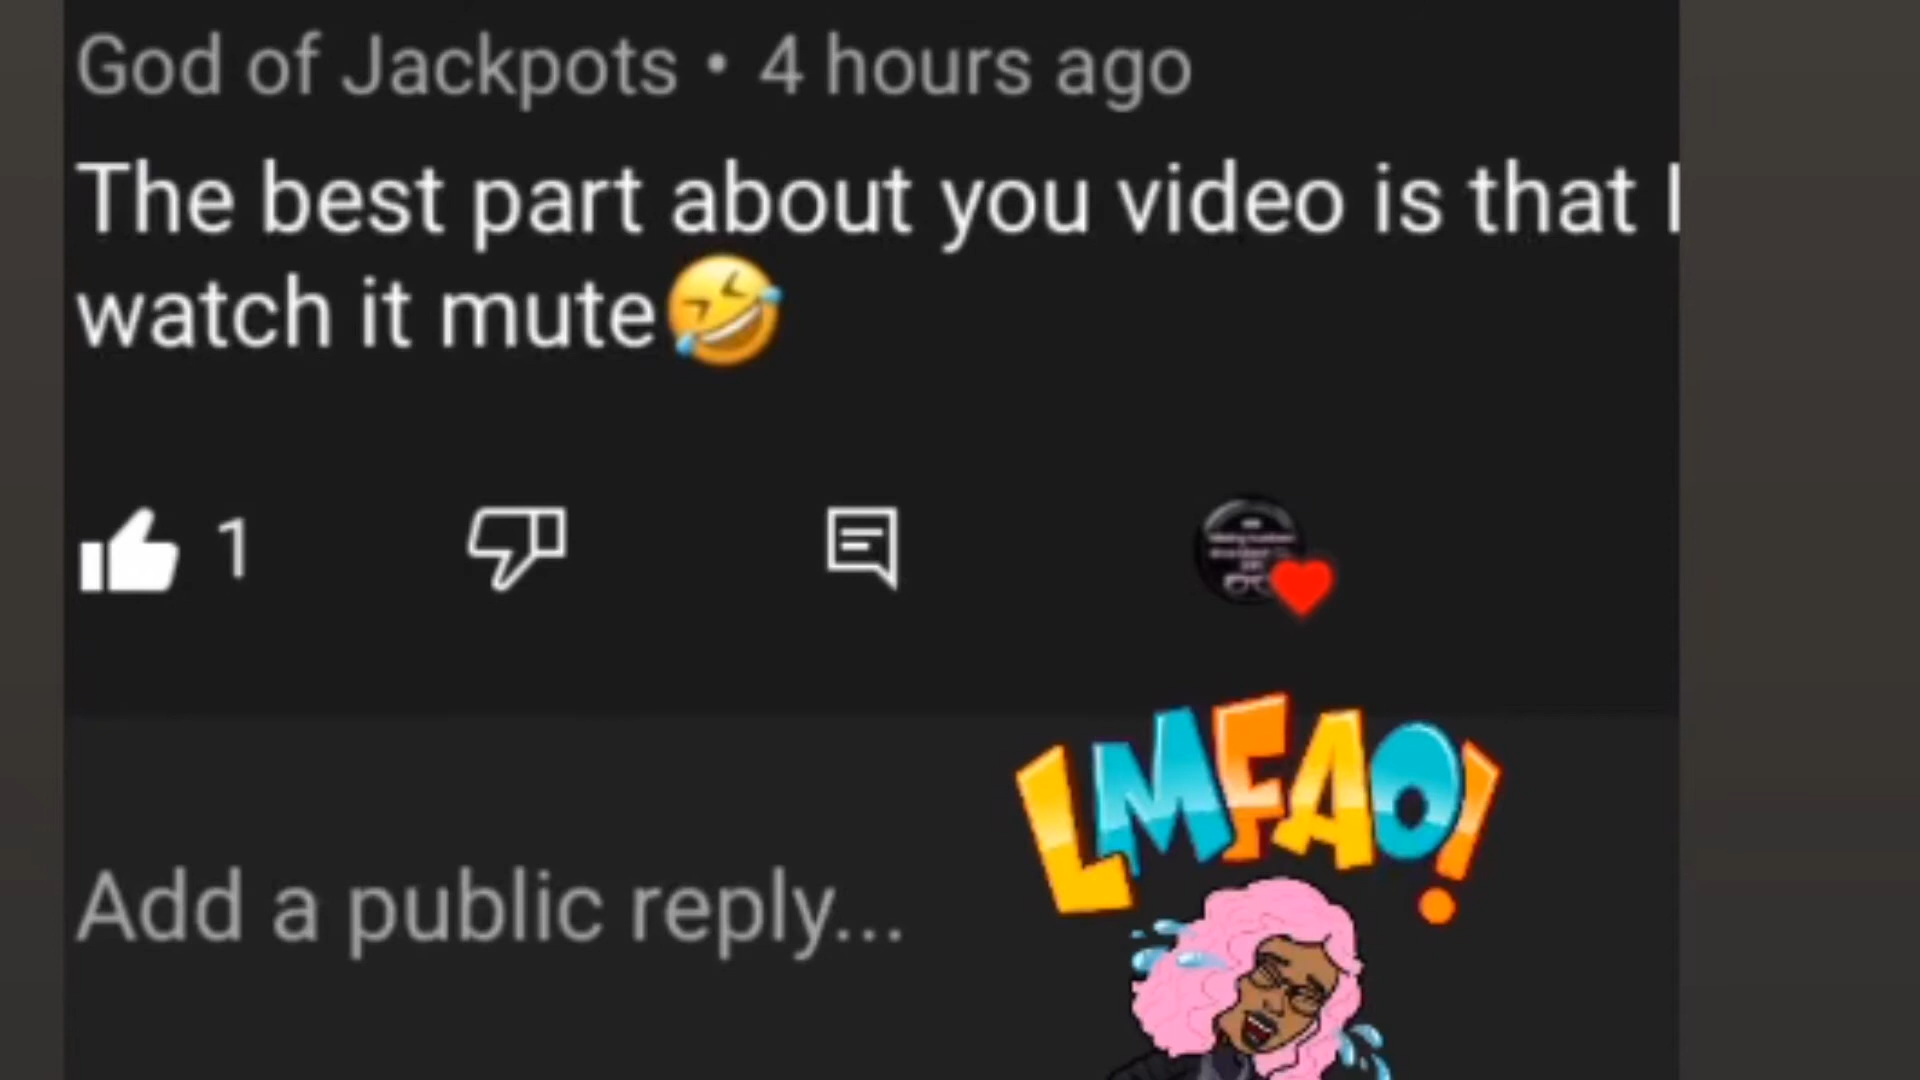 God of Jackpots • 4 hours ago
The best part about you video is that I
watch it mute🤣
1
Add a public reply...
LMFAO!